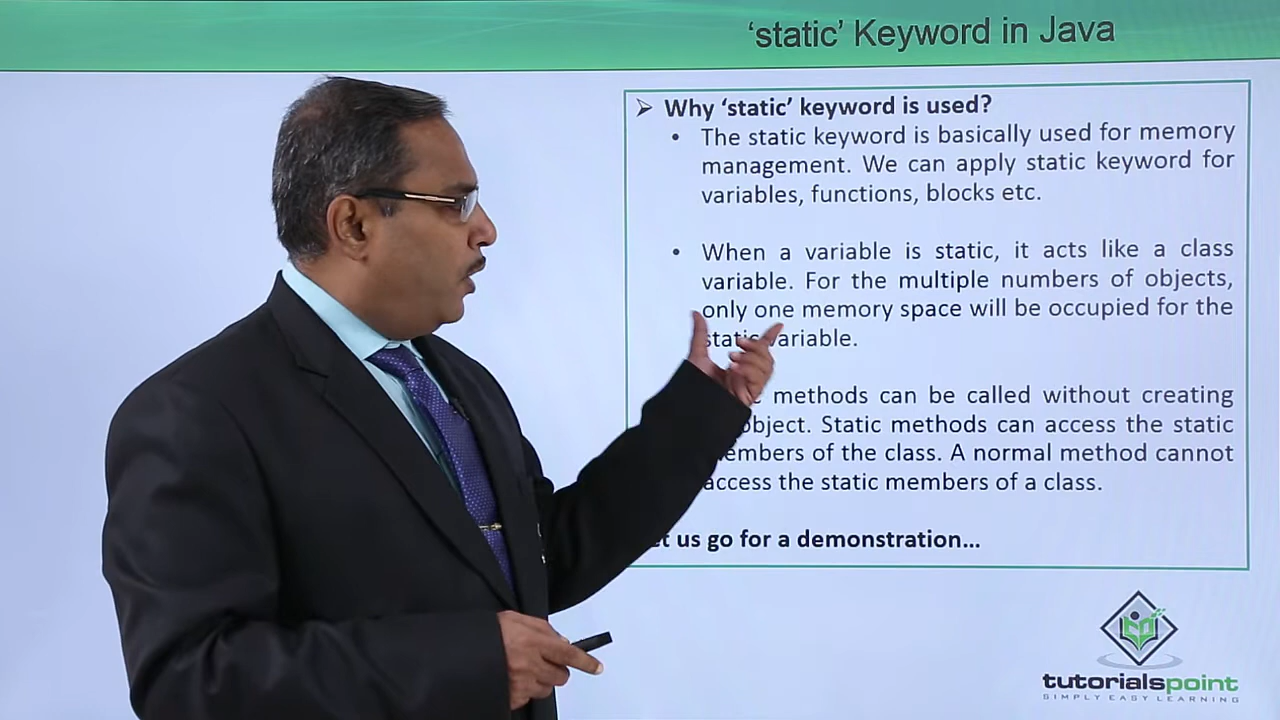 ‘static’ Keyword in Java
Why ‘static’ keyword is used?
• The static keyword is basically used for memory
management. We can apply static keyword for
variables, functions, blocks etc.
• When a variable is static, it acts like a class
variable. For the multiple numbers of objects,
only one memory space will be occupied for the
static variable.
methods can be called without creating
object. Static methods can access the static
members of the class. A normal method cannot
access the static members of a class.
us go for a demonstration...
tutorialspoint
SIMPLY EASY LEARNING